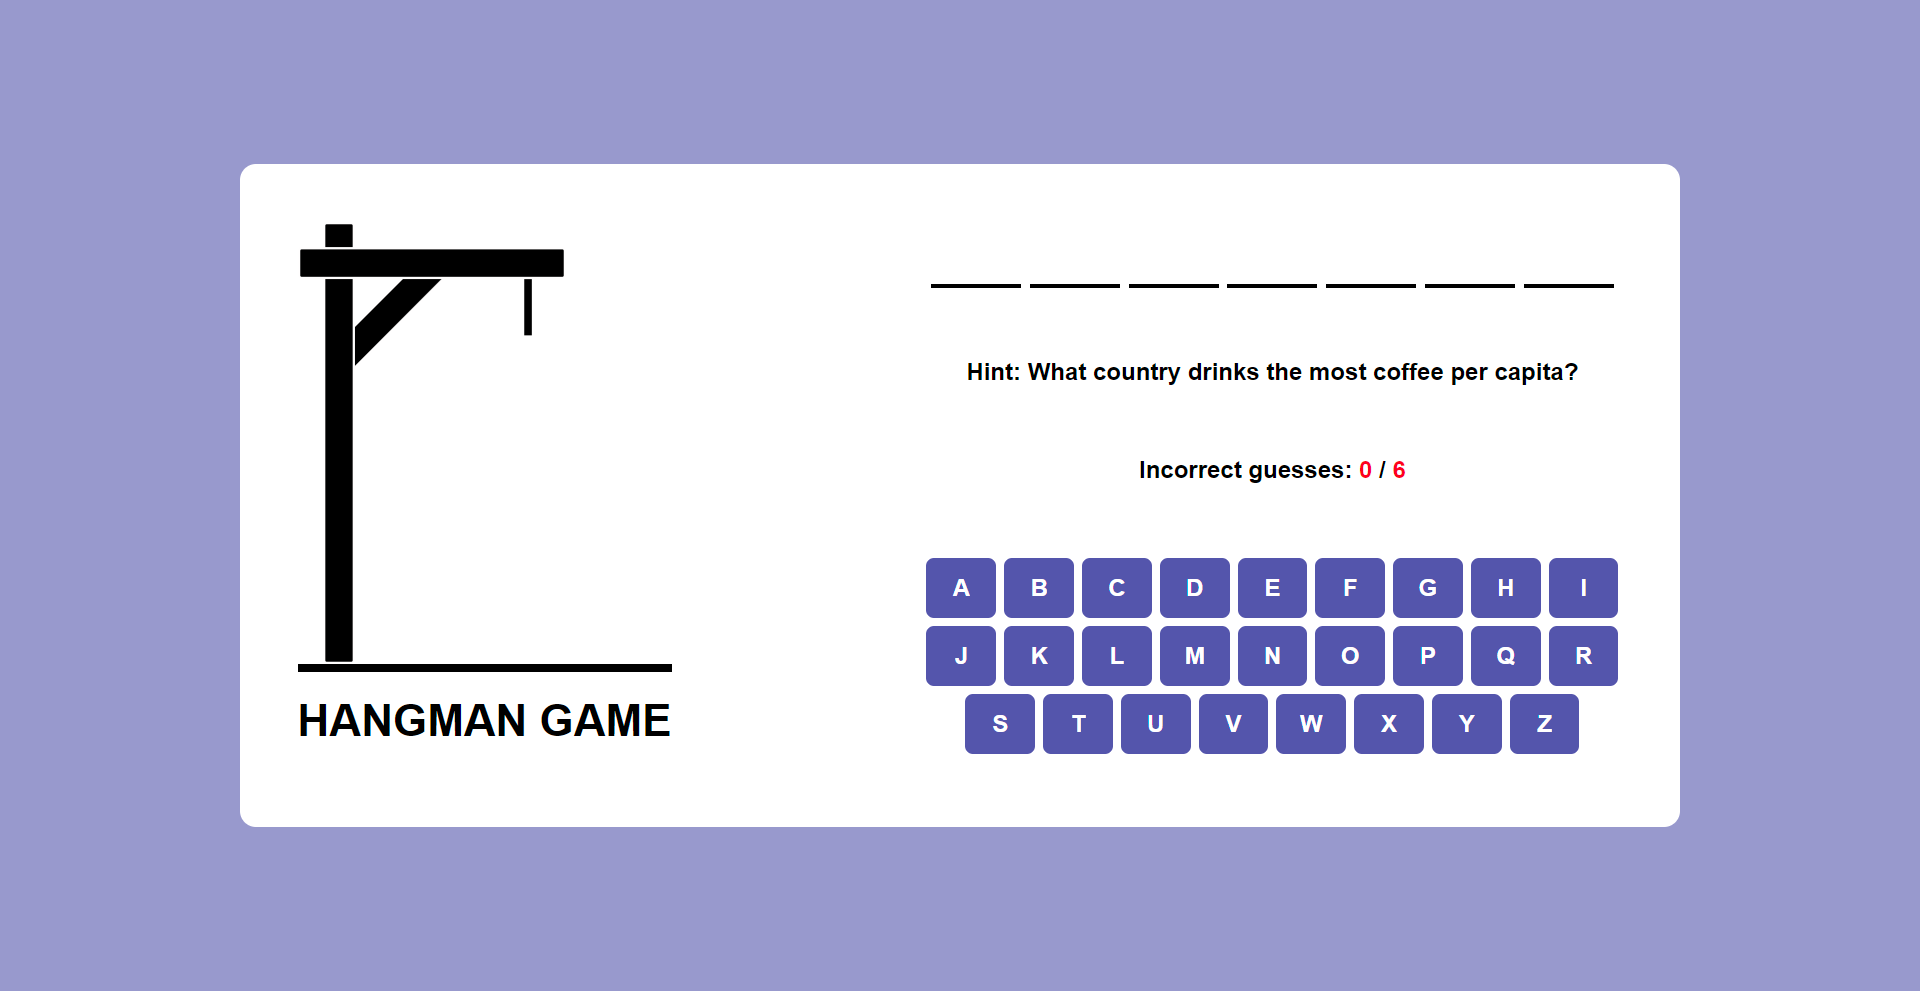 Hint: What country drinks the most coffee per capita?
Incorrect guesses: 0 / 6
A B C D E F G H I
J K L M N O P Q R
S T U V W X Y Z
HANGMAN GAME